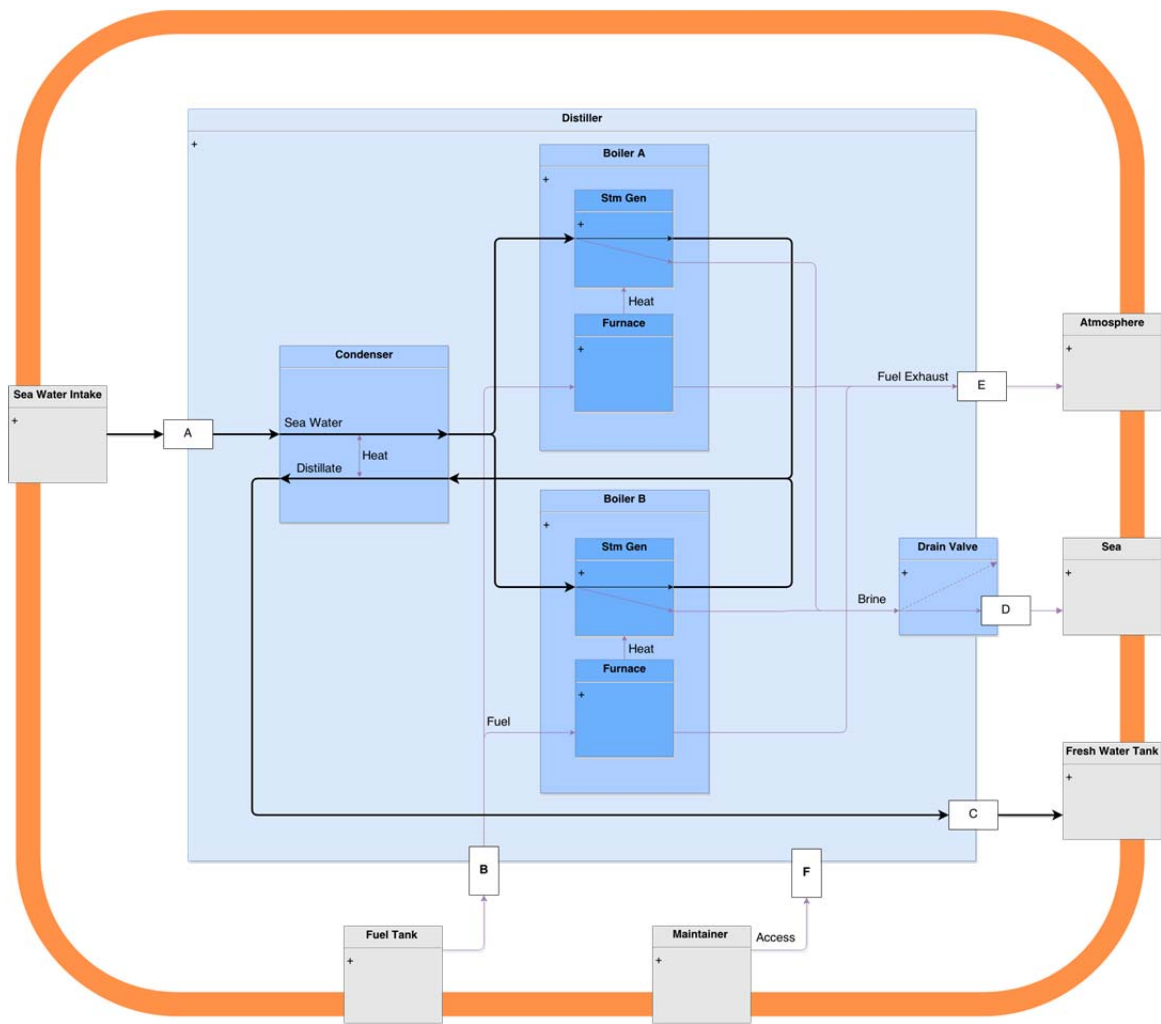 Distiller
+
Boiler A
+
Stm Gen
+
Heat
Furnace
+
Condenser
Sea Water
Heat
Distillate
Sea Water Intake
+
A
Fuel Exhaust
E
Atmosphere
+
Boiler B
+
Stm Gen
+
Heat
Furnace
+
Fuel
Brine
Drain Valve
+
D
Sea
+
C
Fresh Water Tank
+
B
F
Fuel Tank
+
Maintainer
+
Access